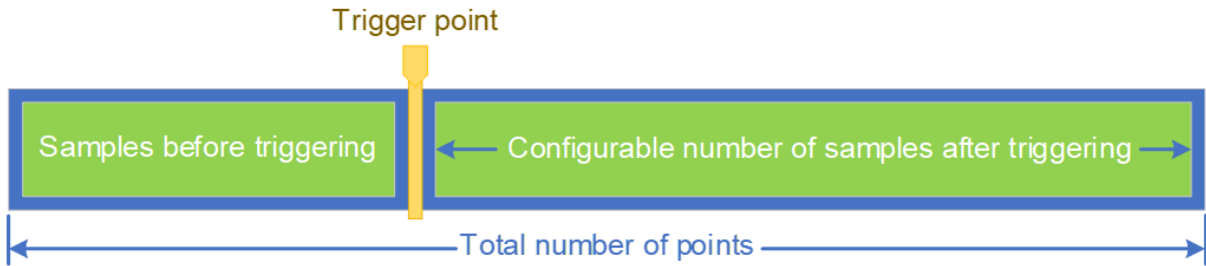 Trigger point
Samples before triggering
Configurable number of samples after triggering
Total number of points